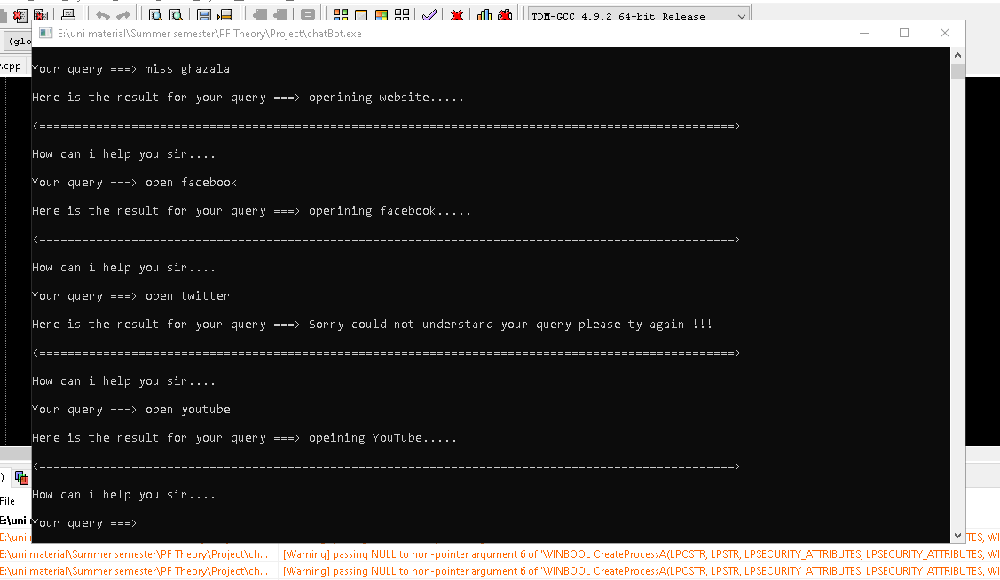 TDM-GCC 4.9.2 64-bit Release
E:\uni material\Summer semester\PF Theory\Project\chatBot.exe
(glo
.cpp
Your query ===> miss ghazala
Here is the result for your query ===> openining website.....
<==================================================================================================>
How can i help you sir....
Your query ===> open facebook
Here is the result for your query ===> openining facebook.....
<==================================================================================================>
How can i help you sir....
Your query ===> open twitter
Here is the result for your query ===> Sorry could not understand your query please ty again !!!
<==================================================================================================>
How can i help you sir....
Your query ===> open youtube
Here is the result for your query ===> opeining YouTube.....
<==================================================================================================>
How can i help you sir....
Your query ===>
File
E:\uni
E:\uni
E:\uni material\Summer semester\PF Theory\Project\ch... [Warning] passing NULL to non-pointer argument 6 of 'WINBOOL CreateProcessA(LPCSTR, LPSTR, LPSECURITY_ATTRIBUTES, LPSECURITY_ATTRIBUTES, WI
E:\uni material\Summer semester\PF Theory\Project\ch... [Warning] passing NULL to non-pointer argument 6 of 'WINBOOL CreateProcessA(LPCSTR, LPSTR, LPSECURITY_ATTRIBUTES, LPSECURITY_ATTRIBUTES, WI